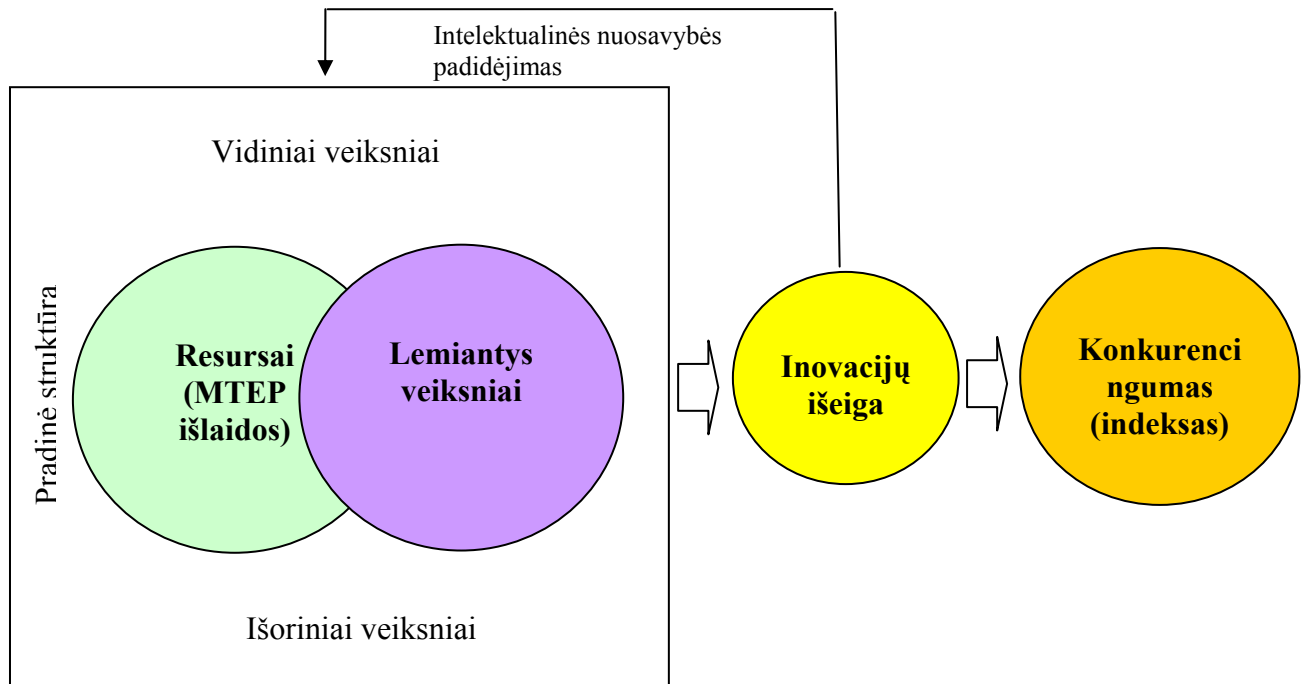 Intelektualinės nuosavybės
padidėjimas
Vidiniai veiksniai
Pradinė struktūra
Resursai
(MTEP
išlaidos)
Lemiantys
veiksniai
Inovacijų
išeiga
Konkurenci
ngumas
(indeksas)
Išoriniai veiksniai